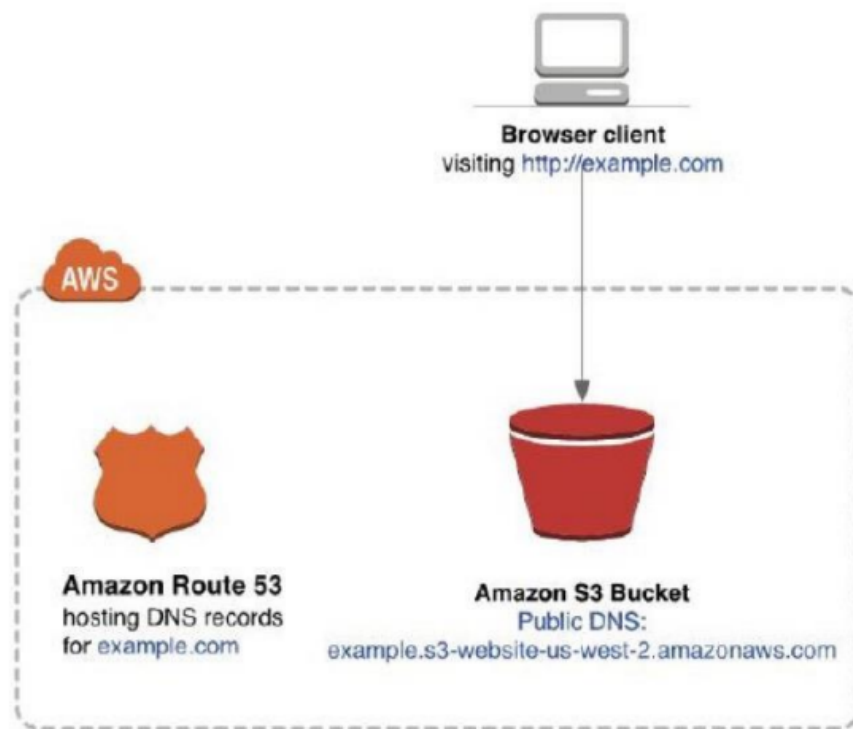 Browser client
visiting http://example.com
AWS
Amazon Route 53
hosting DNS records
for example.com
Amazon S3 Bucket
Public DNS:
example.s3-website-us-west-2.amazonaws.com